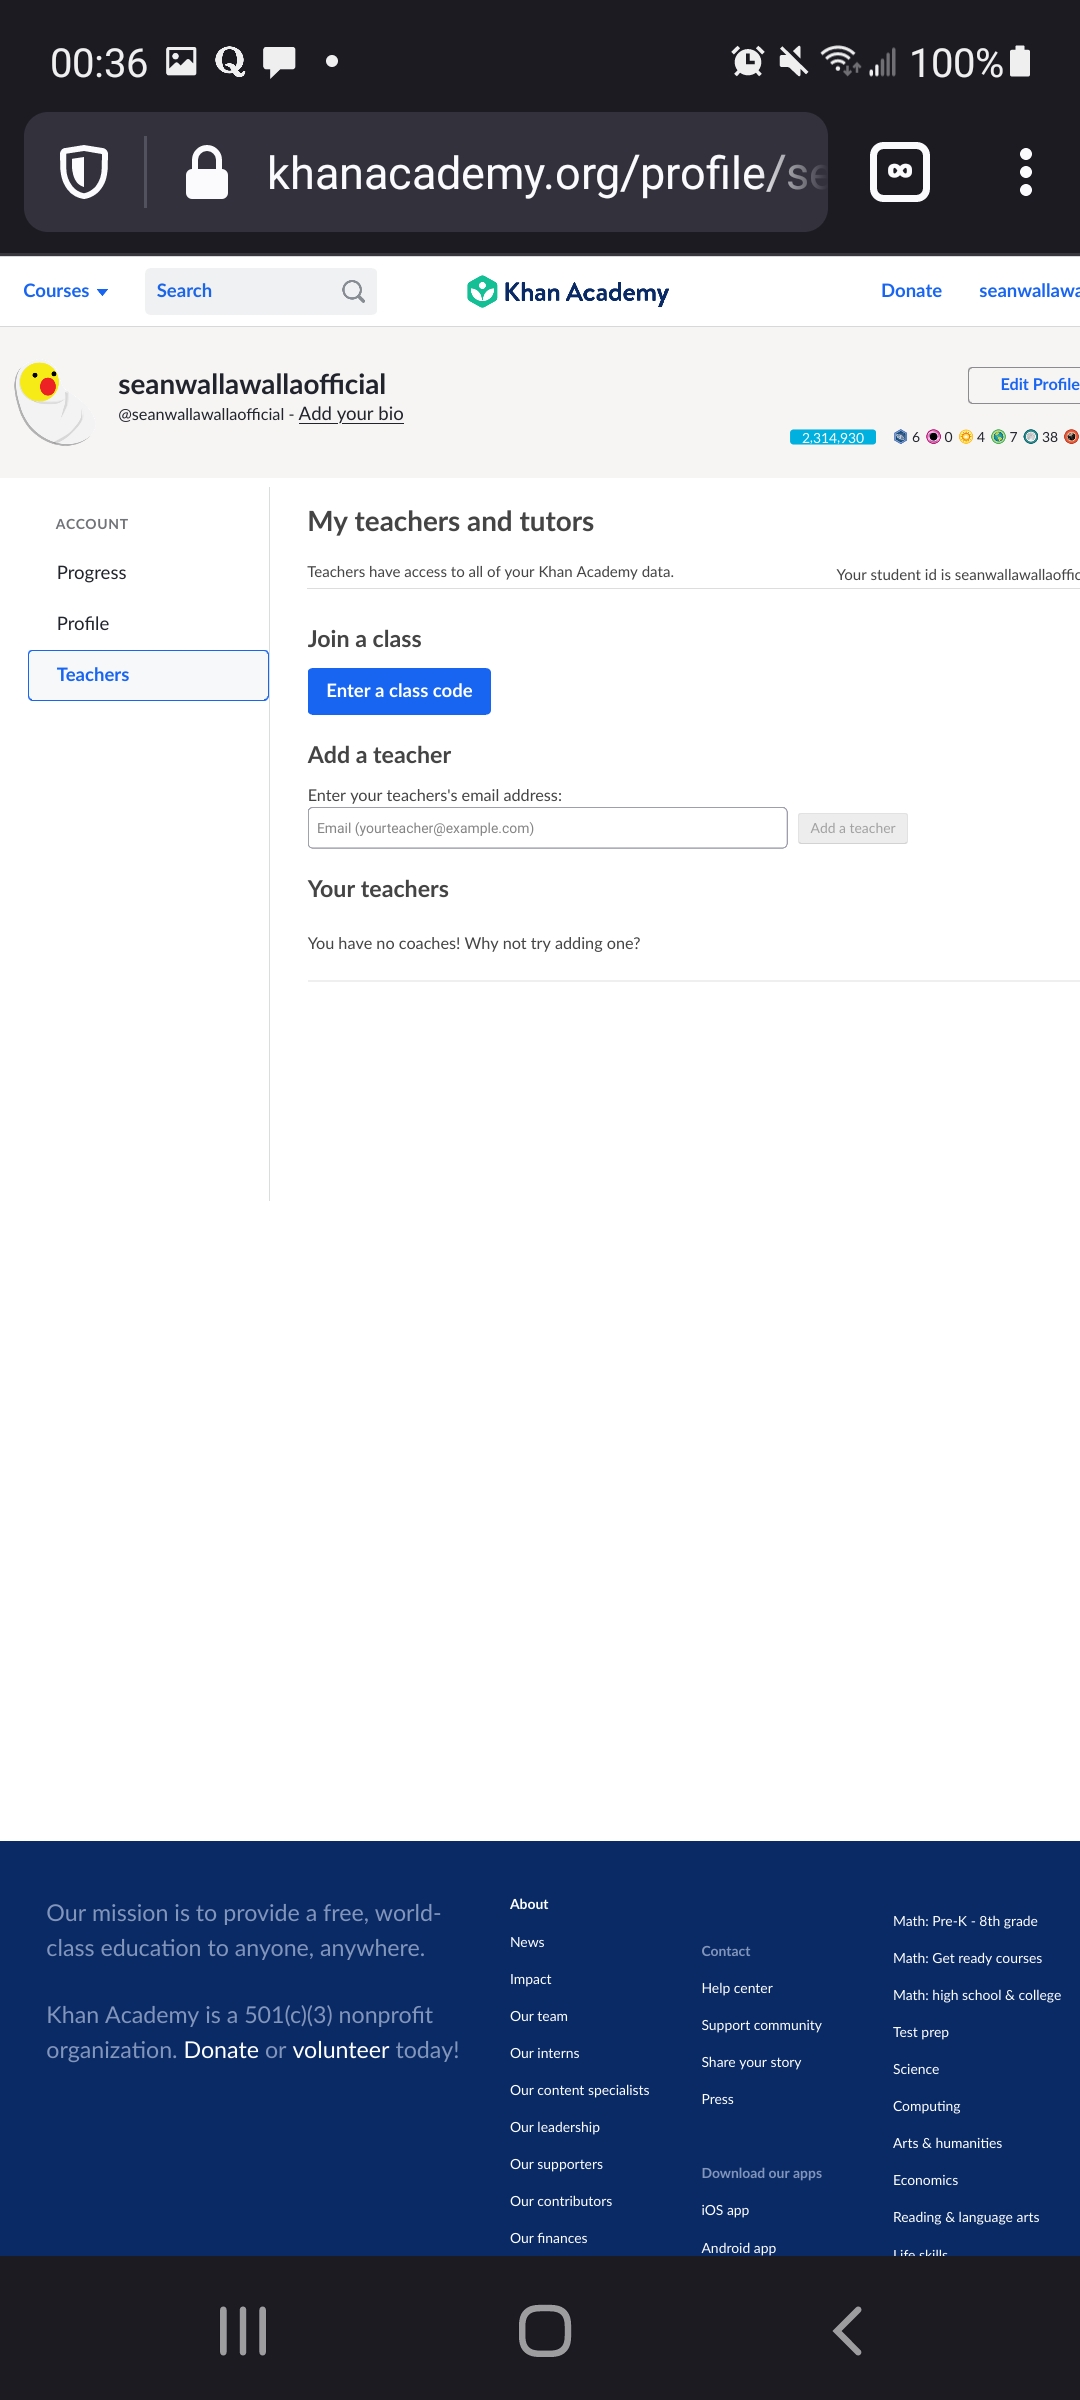 00:36
100%
khanacademy.org/profile/se
Courses
Search
Khan Academy
Donate
seanwallawa
seanwallawallaofficial
@seanwallawallaofficial - Add your bio
Edit Profile
2,314,930
6 0 4 7 38
ACCOUNT
Progress
Profile
Teachers
My teachers and tutors
Teachers have access to all of your Khan Academy data.
Your student id is seanwallawallaoffic
Join a class
Enter a class code
Add a teacher
Enter your teachers's email address:
Email (yourteacher@example.com)
Add a teacher
Your teachers
You have no coaches! Why not try adding one?
Our mission is to provide a free, world-
class education to anyone, anywhere.
Khan Academy is a 501(c)(3) nonprofit
organization. Donate or volunteer today!
About
News
Impact
Our team
Our interns
Our content specialists
Our leadership
Our supporters
Our contributors
Our finances
Contact
Help center
Support community
Share your story
Press
Download our apps
iOS app
Android app
Math: Pre-K - 8th grade
Math: Get ready courses
Math: high school & college
Test prep
Science
Computing
Arts & humanities
Economics
Reading & language arts
Life skills